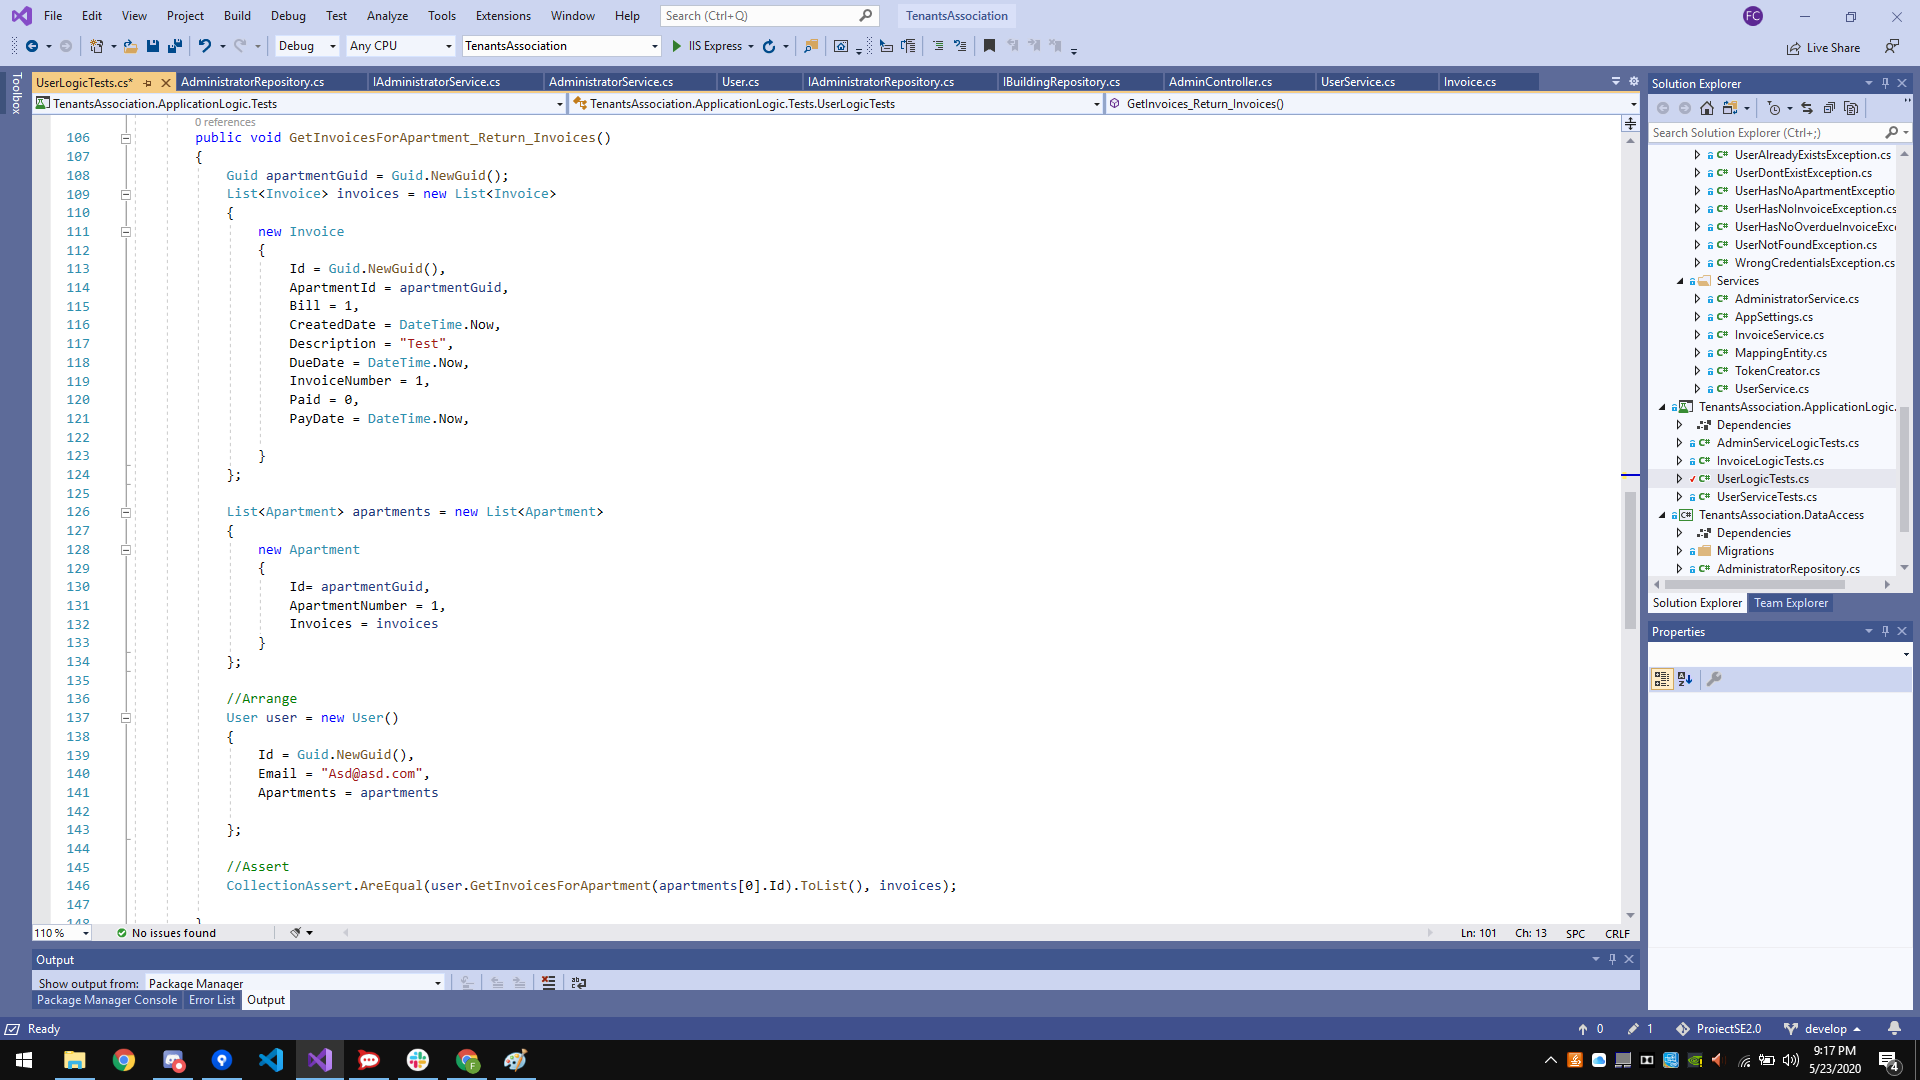 File Edit View Project Build Debug Test Analyze Tools Extensions Window Help Search (Ctrl+Q) TenantsAssociation FC
Debug Any CPU TenantsAssociation IIS Express Live Share
Toolbox
UserLogicTests.cs* AdministratorRepository.cs IAdministratorService.cs AdministratorService.cs User.cs IAdministratorRepository.cs IBuildingRepository.cs AdminController.cs UserService.cs Invoice.cs
TenantsAssociation.ApplicationLogic.Tests TenantsAssociation.ApplicationLogic.Tests.UserLogicTests GetInvoices_Return_Invoices()
0 references
106 public void GetInvoicesForApartment_Return_Invoices()
107 {
108 Guid apartmentGuid = Guid.NewGuid();
109 List<Invoice> invoices = new List<Invoice>
110 {
111 new Invoice
112 {
113 Id = Guid.NewGuid(),
114 ApartmentId = apartmentGuid,
115 Bill = 1,
116 CreatedDate = DateTime.Now,
117 Description = "Test",
118 DueDate = DateTime.Now,
119 InvoiceNumber = 1,
120 Paid = 0,
121 PayDate = DateTime.Now,
122
123 }
124 };
125
126 List<Apartment> apartments = new List<Apartment>
127 {
128 new Apartment
129 {
130 Id= apartmentGuid,
131 ApartmentNumber = 1,
132 Invoices = invoices
133 }
134 };
135
136 //Arrange
137 User user = new User()
138 {
139 Id = Guid.NewGuid(),
140 Email = "Asd@asd.com",
141 Apartments = apartments
142
143 };
144
145 //Assert
146 CollectionAssert.AreEqual(user.GetInvoicesForApartment(apartments[0].Id).ToList(), invoices);
147
148 }
110 % No issues found Ln: 101 Ch: 13 SPC CRLF
Output
Show output from: Package Manager
Package Manager Console Error List Output
Solution Explorer
Search Solution Explorer (Ctrl+;)
UserAlreadyExistsException.cs
UserDontExistException.cs
UserHasNoApartmentExceptio
UserHasNoInvoiceException.cs
UserHasNoOverdueInvoiceExc
UserNotFoundException.cs
WrongCredentialsException.cs
Services
AdministratorService.cs
AppSettings.cs
InvoiceService.cs
MappingEntity.cs
TokenCreator.cs
UserService.cs
TenantsAssociation.ApplicationLogic.
Dependencies
AdminServiceLogicTests.cs
InvoiceLogicTests.cs
UserLogicTests.cs
UserServiceTests.cs
TenantsAssociation.DataAccess
Dependencies
Migrations
AdministratorRepository.cs
Solution Explorer Team Explorer
Properties
Ready 0 1 ProiectSE2.0 develop
9:17 PM
5/23/2020
4